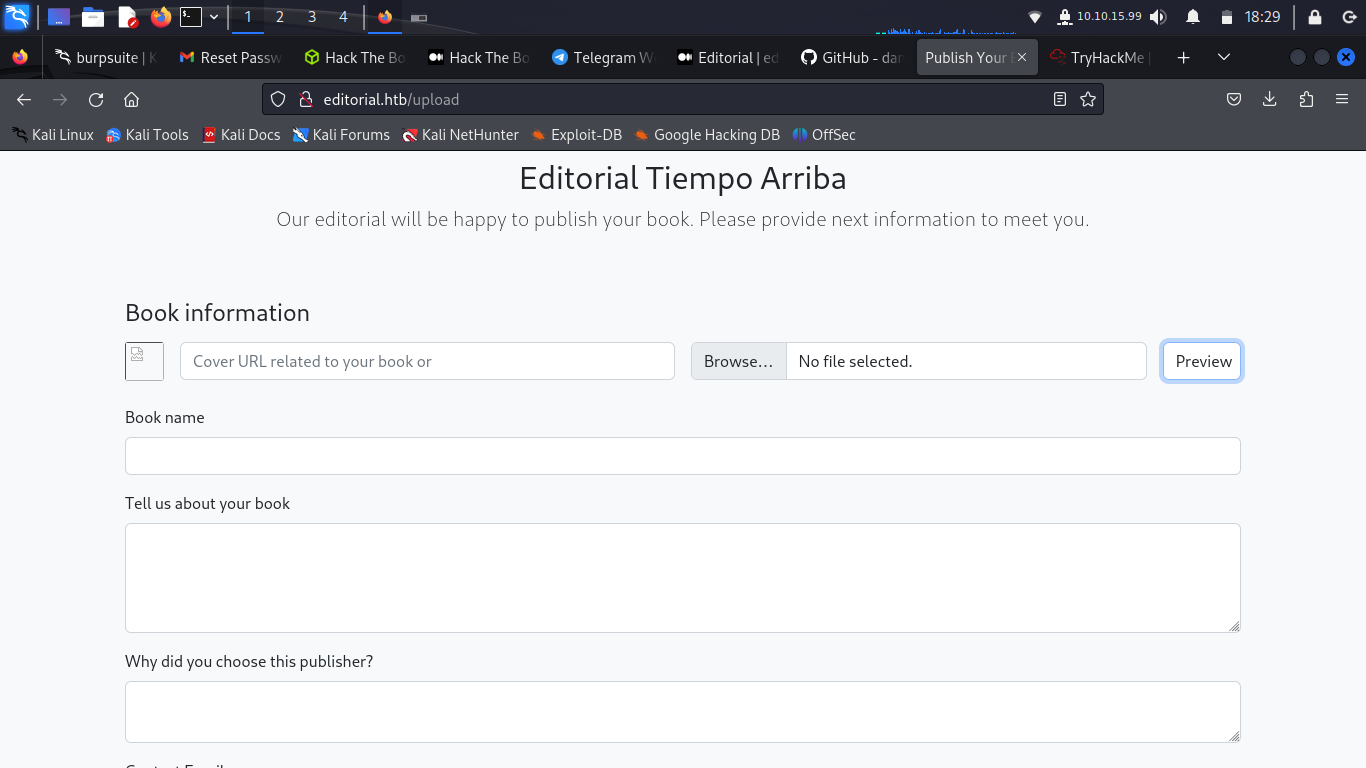 1 2 3 4 10.10.15.99 18:29
burpsuite | K Reset Passw Hack The Bo Hack The Bo Telegram W Editorial | ed GitHub - dar Publish Your E TryHackMe |
editorial.htb/upload
Kali Linux Kali Tools Kali Docs Kali Forums Kali NetHunter Exploit-DB Google Hacking DB OffSec
Editorial Tiempo Arriba
Our editorial will be happy to publish your book. Please provide next information to meet you.
Book information
Cover URL related to your book or Browse... No file selected. Preview
Book name
Tell us about your book
Why did you choose this publisher?